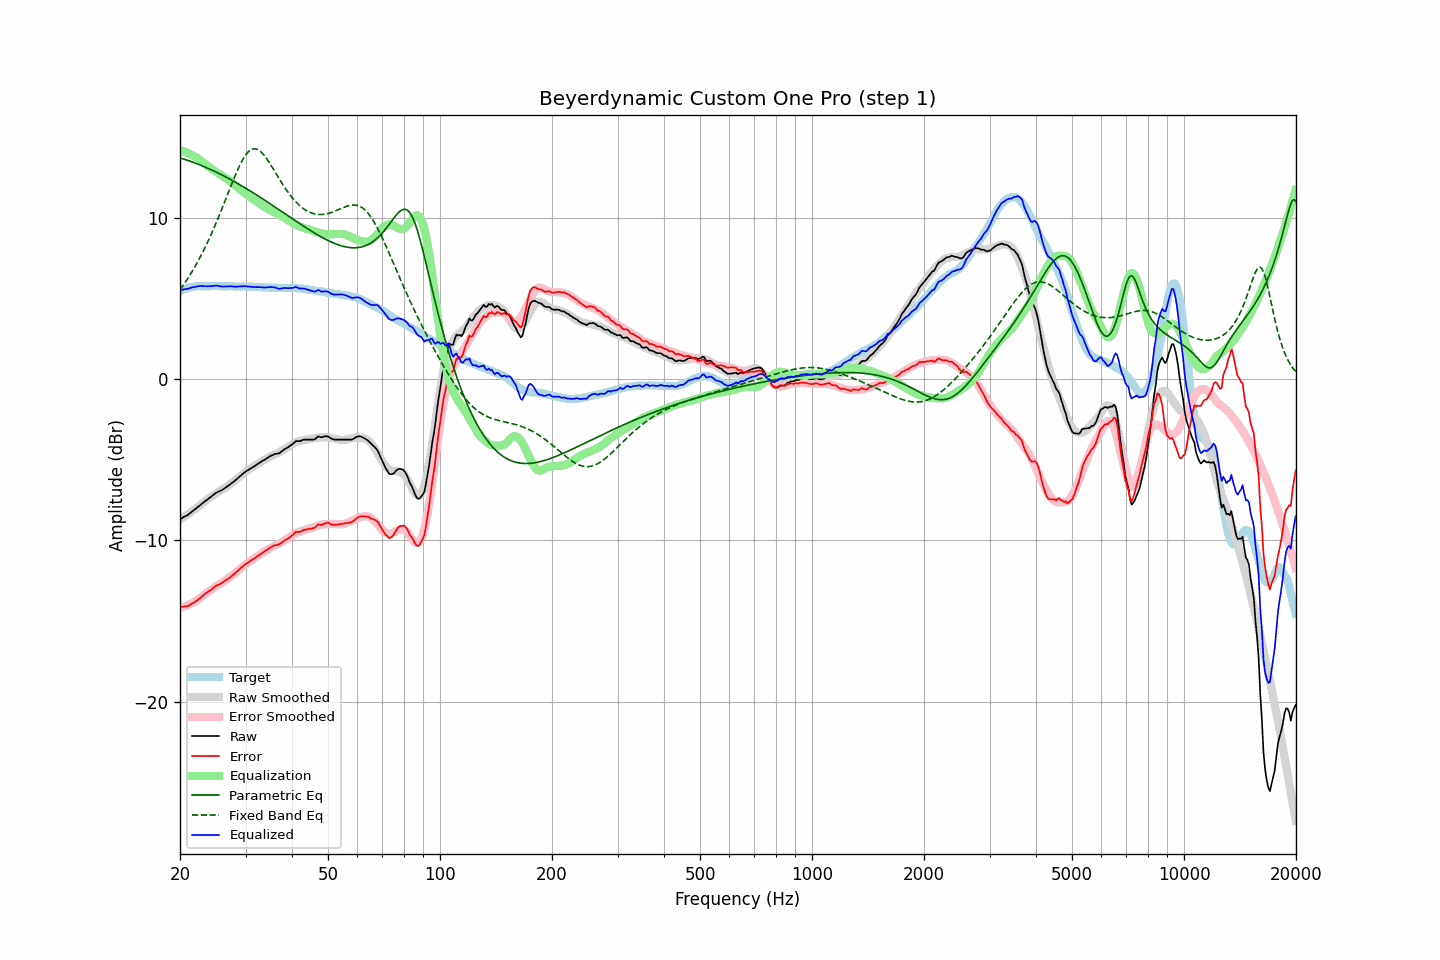 Beyerdynamic Custom One Pro (step 1)
Amplitude (dBr)
10
0
−10
−20
Target
Raw Smoothed
Error Smoothed
Raw
Error
Equalization
Parametric Eq
Fixed Band Eq
Equalized
20 50 100 200 500 1000 2000 5000 10000 20000
Frequency (Hz)